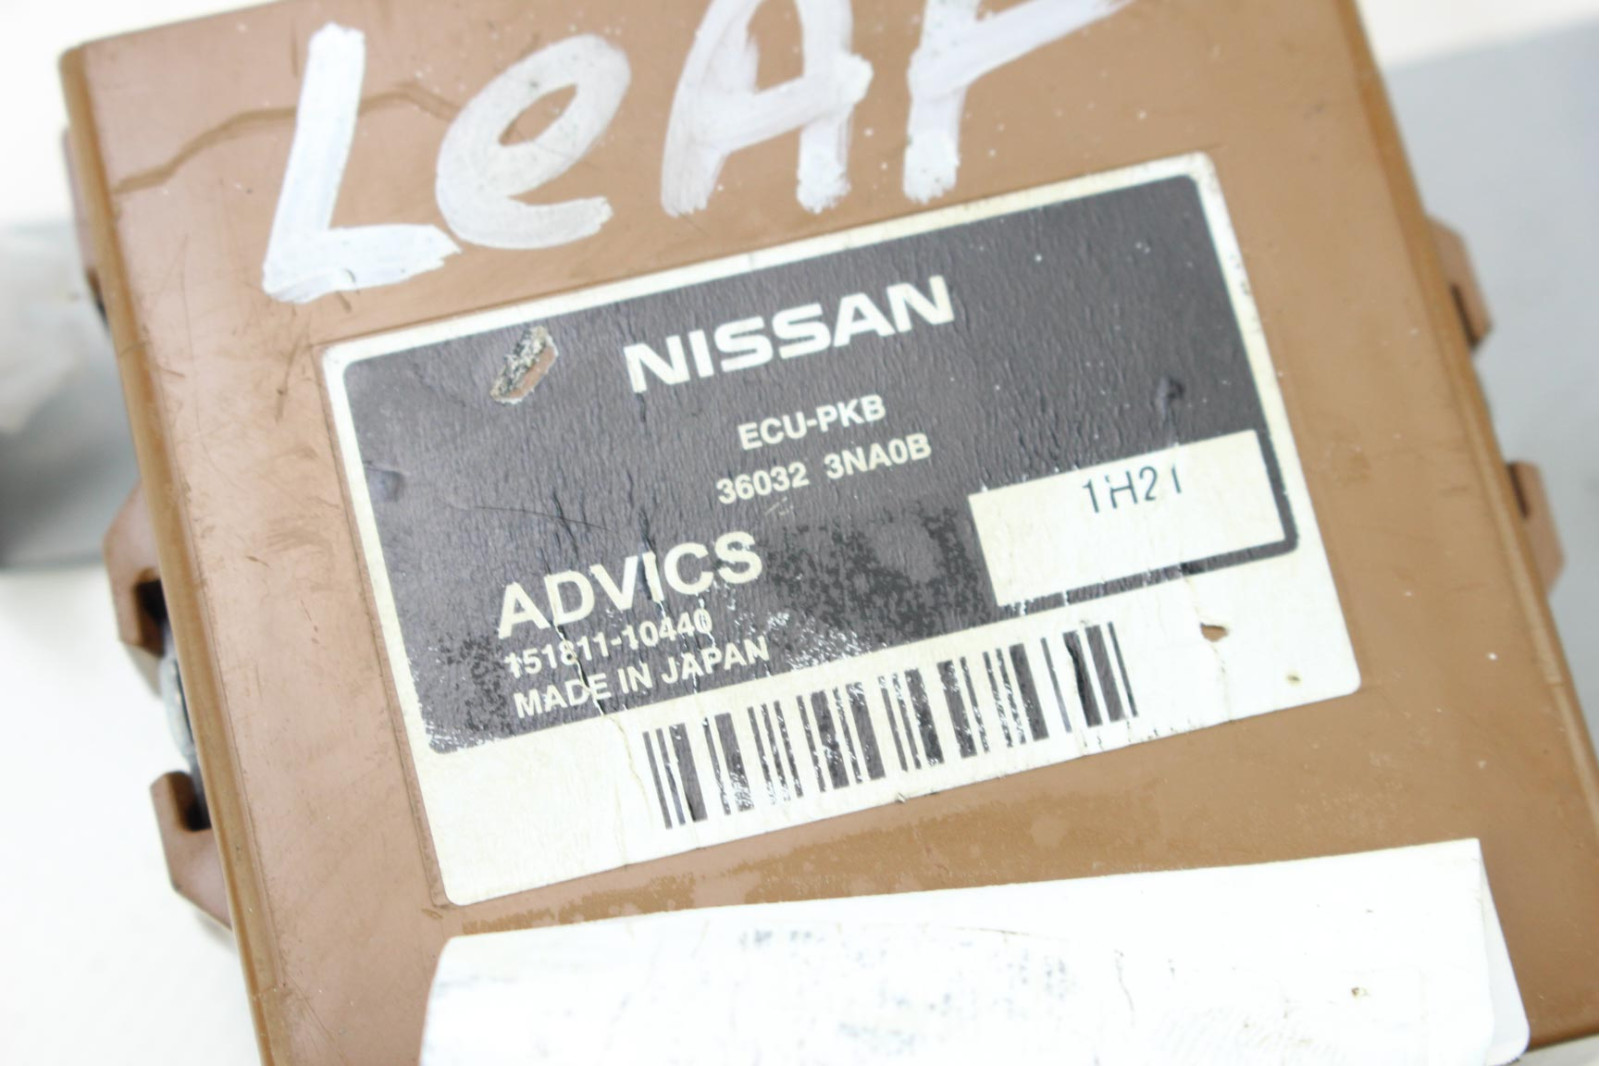 LeAF
NISSAN
ECU-PKB
36032 3NA0B
1H21
ADVICS
151811-10440
MADE IN JAPAN